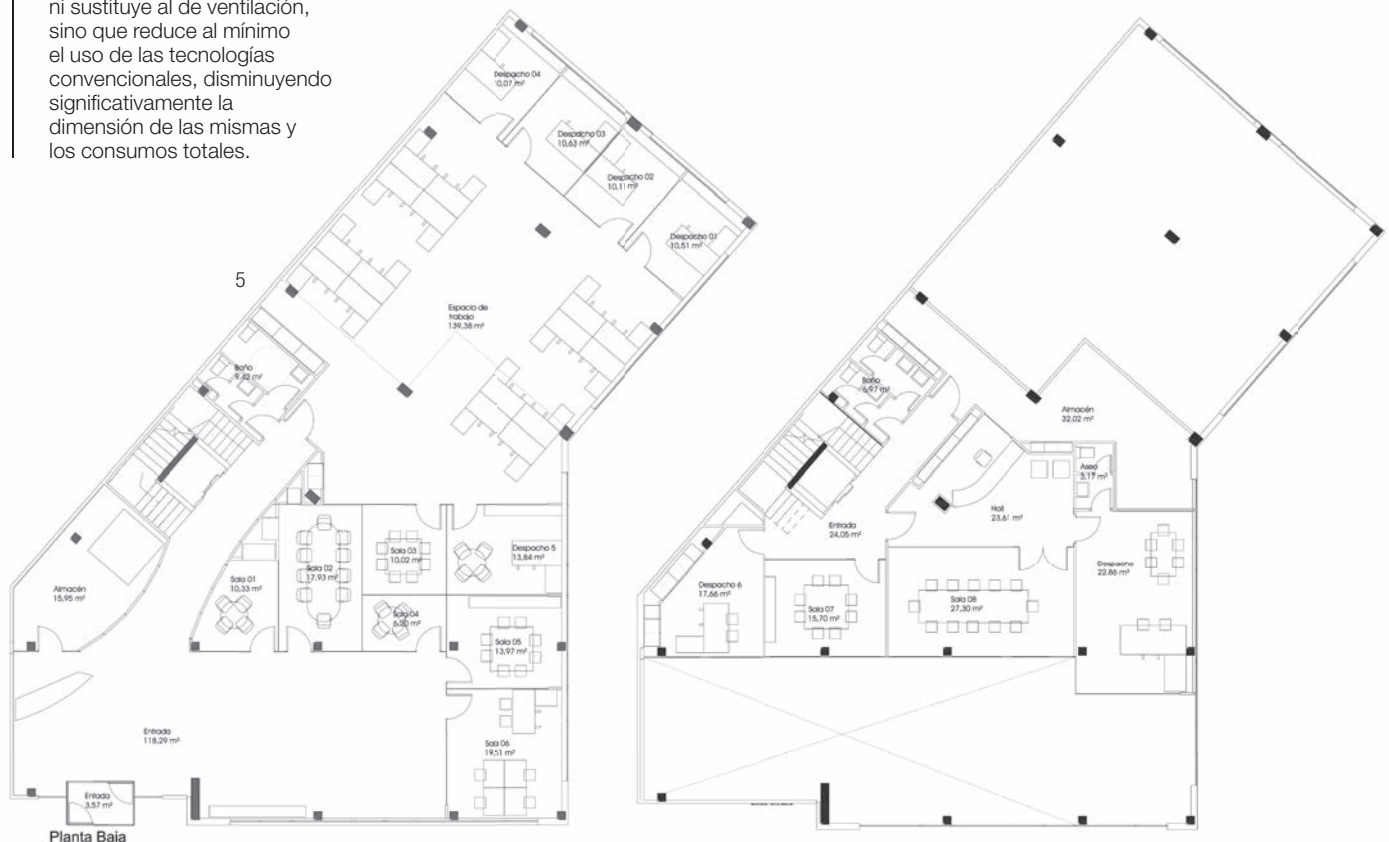 ni sustituye al de ventilación,
sino que reduce al mínimo
el uso de las tecnologías
convencionales, disminuyendo
significativamente la
dimensión de las mismas y
los consumos totales.
5
Despacho 04
10,07 m²
Despacho 03
10,63 m²
Despacho 02
10,11 m²
Despacho 01
10,51 m²
Espacio de
trabajo
139,38 m²
Baño
9,42 m²
Almacén
15,95 m²
Sala 01
10,33 m²
Sala 02
17,93 m²
Sala 03
10,02 m²
Sala 04
6,20 m²
Despacho 5
13,84 m²
Sala 05
13,97 m²
Sala 06
19,51 m²
Entrada
118,29 m²
Entada
3,57 m²
Planta Baja
Baño
6,97 m²
Almacén
32,02 m²
Aseo
3,17 m²
Hall
23,61 m²
Entrada
24,05 m²
Despacho 6
17,66 m²
Sala 07
15,70 m²
Sala 08
27,30 m²
Despacho
22,86 m²